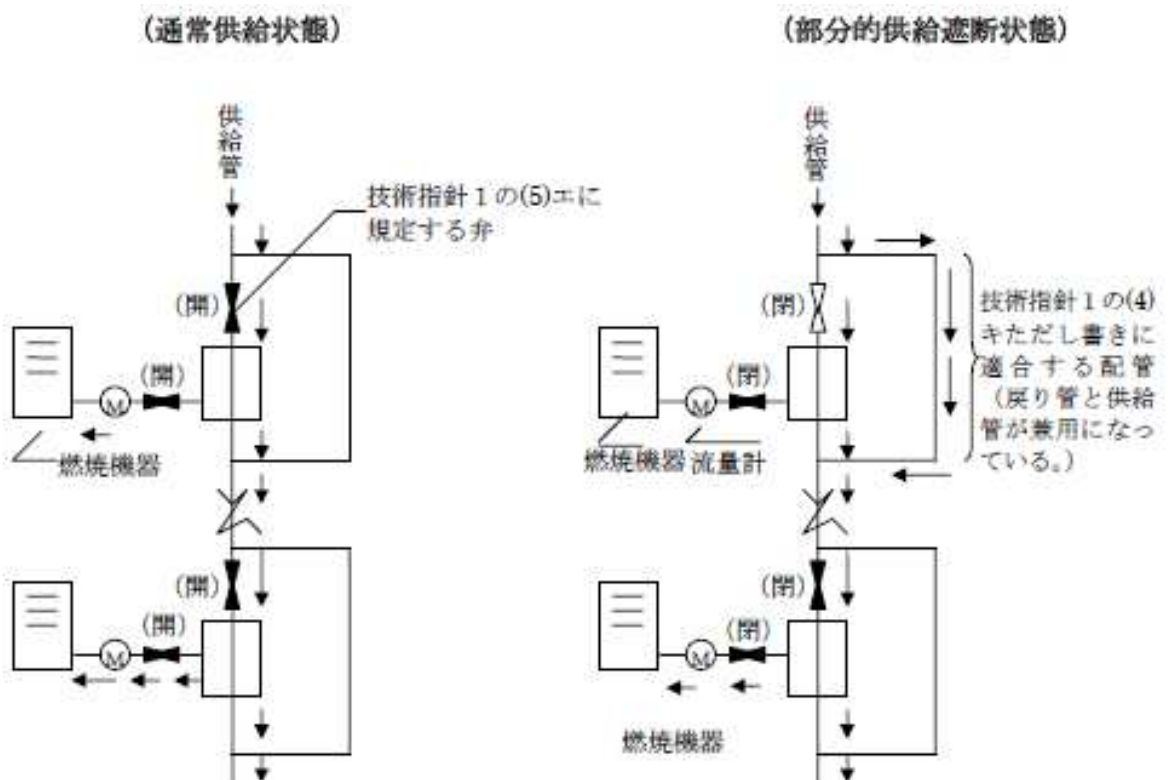 (通常供給状態)
供給管
技術指針1の(5)エに
規定する弁
(開)
(開)
M
燃焼機器
(開)
(開)
M
(部分的供給遮断状態)
供給管
(閉)
(閉)
M
燃焼機器
流量計
技術指針1の(4)
キただし書きに
適合する配管
(戻り管と供給
管が兼用になっ
ている。)
(閉)
(閉)
M
燃焼機器